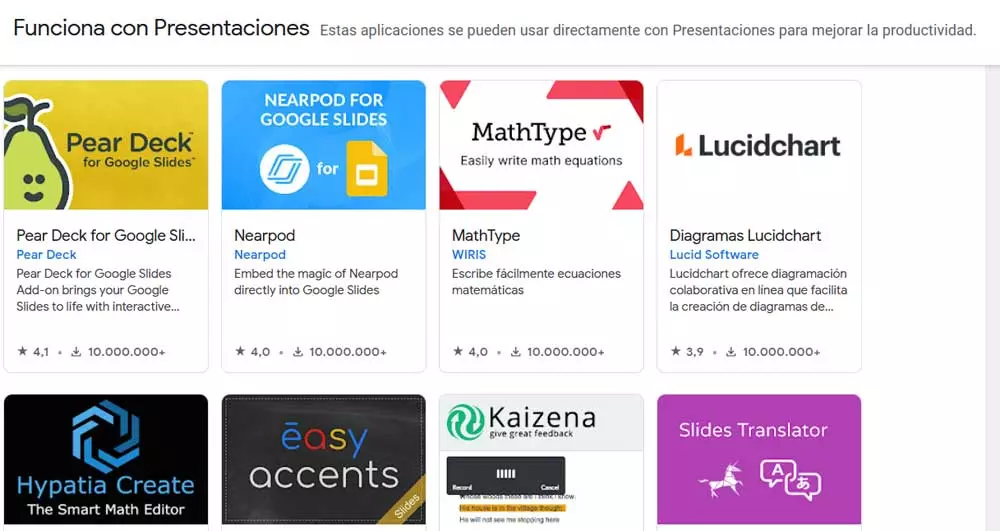 Funciona con Presentaciones Estas aplicaciones se pueden usar directamente con Presentaciones para mejorar la productividad.
Pear Deck™
for Google Slides™
Pear Deck for Google Sli...
Pear Deck
Pear Deck for Google Slides
Add-on brings your Google
Slides to life with interactive...
4,1 • 10.000.000+
NEARPOD FOR
GOOGLE SLIDES
for
Nearpod
Nearpod
Embed the magic of Nearpod
directly into Google Slides
4,0 • 10.000.000+
MathType
Easily write math equations
MathType
WIRIS
Escribe fácilmente ecuaciones
matemáticas
4,0 • 10.000.000+
Lucidchart
Diagramas Lucidchart
Lucid Software
Lucidchart ofrece diagramación
colaborativa en línea que facilita
la creación de diagramas de...
3,9 • 10.000.000+
Hypatia Create
The Smart Math Editor
ēasy
accents
Slides
Kaizena
give great feedback
Record Cancel
Whose woods these are I think I know.
His house is in the village though;
He will not see me stopping here
Slides Translator
A あ